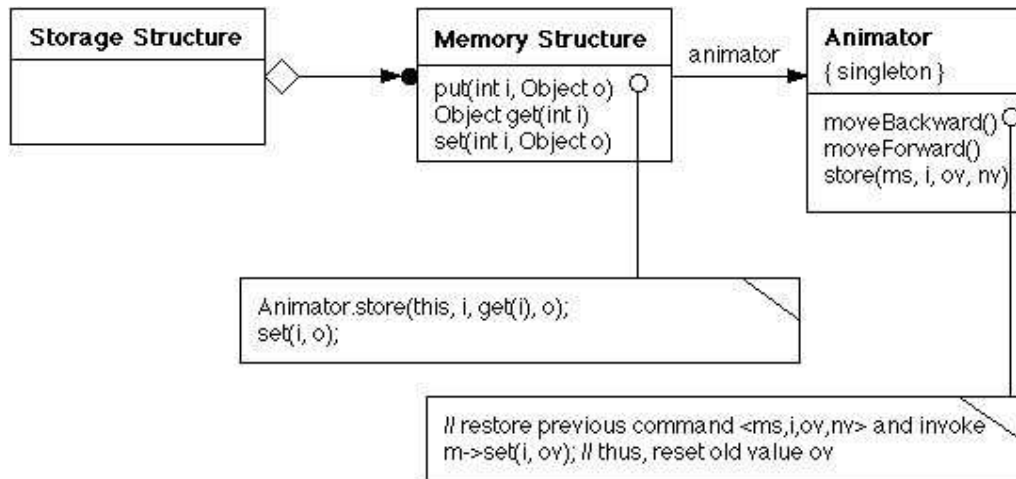 Storage Structure
Memory Structure
put(int i, Object o)
Object get(int i)
set(int i, Object o)
animator
Animator
{ singleton }
moveBackward()
moveForward()
store(ms, i, ov, nv)
Animator.store(this, i, get(i), o);
set(i, o);
// restore previous command <ms,i,ov,nv> and invoke
m->set(i, ov); // thus, reset old value ov